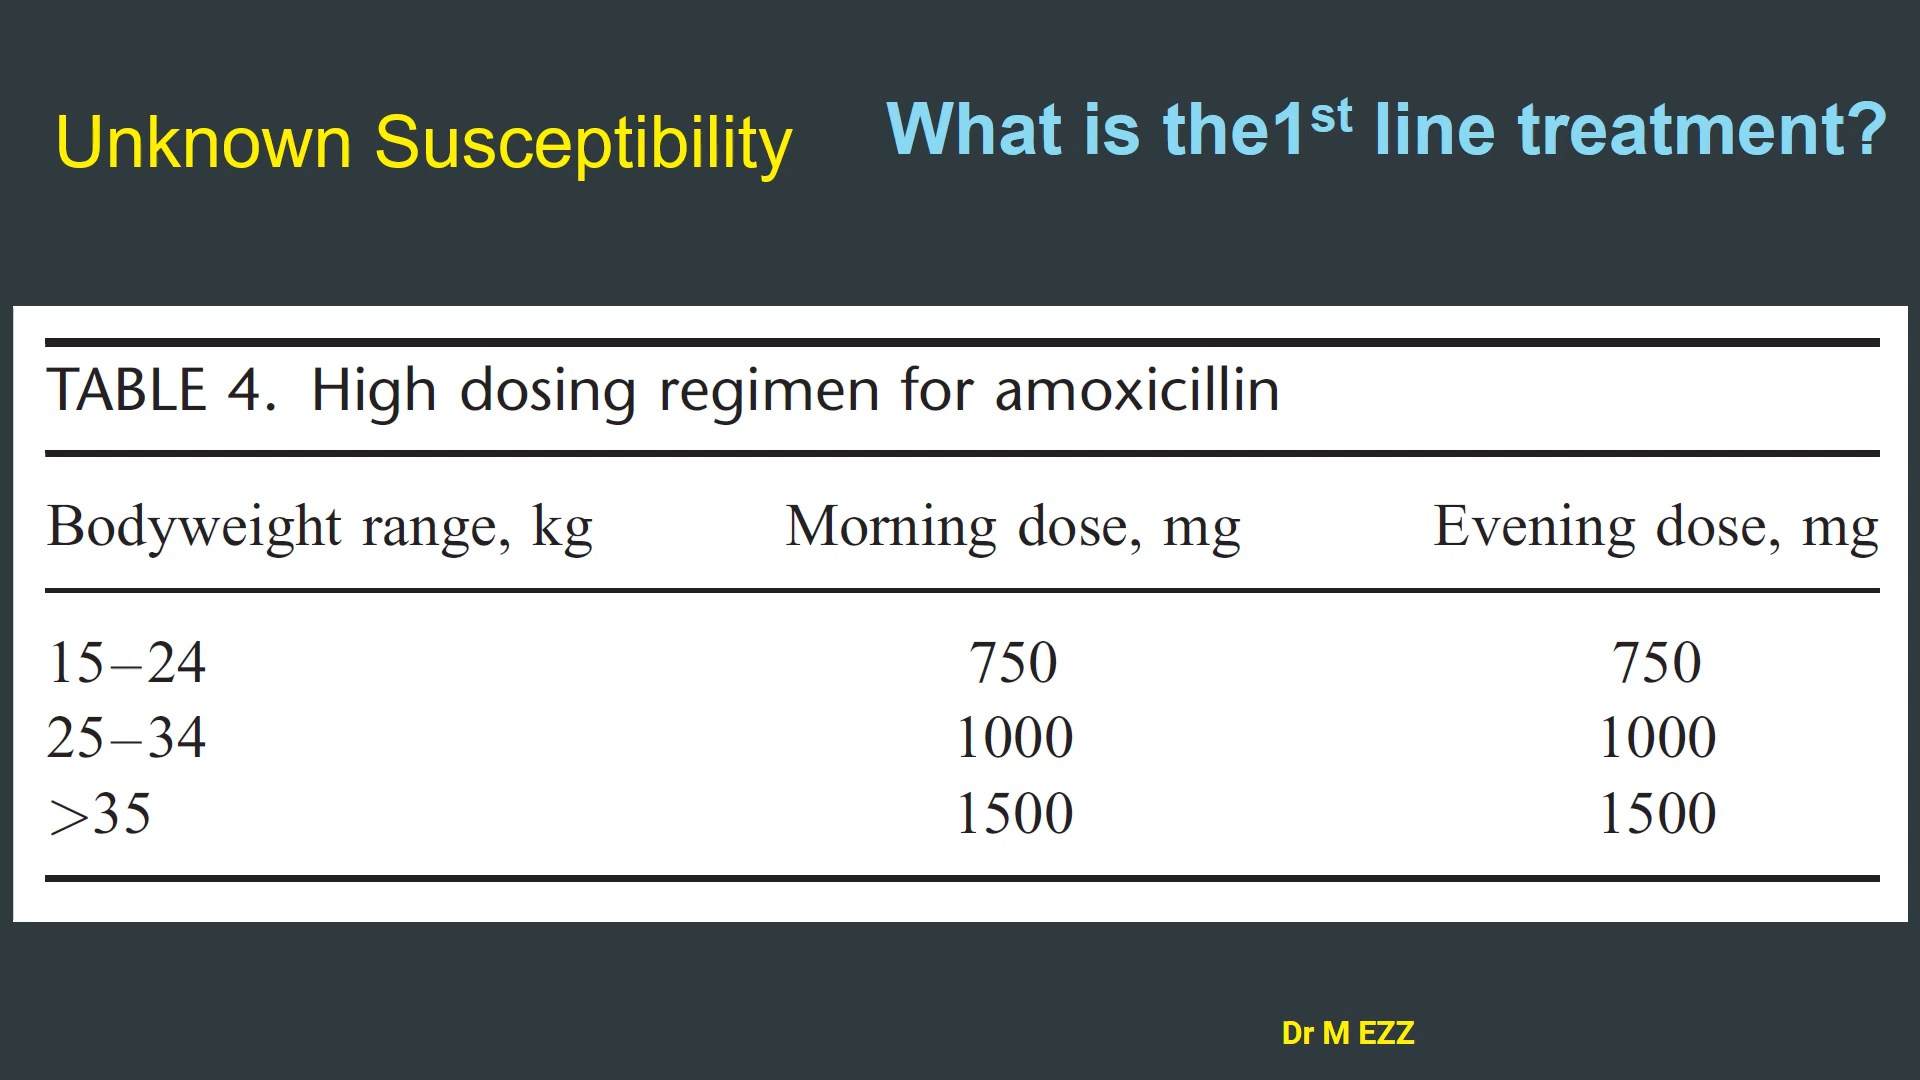 Unknown Susceptibility
What is the1st line treatment?
TABLE 4. High dosing regimen for amoxicillin
Bodyweight range, kg Morning dose, mg Evening dose, mg
15–24 750 750
25–34 1000 1000
>35 1500 1500
Dr M EZZ